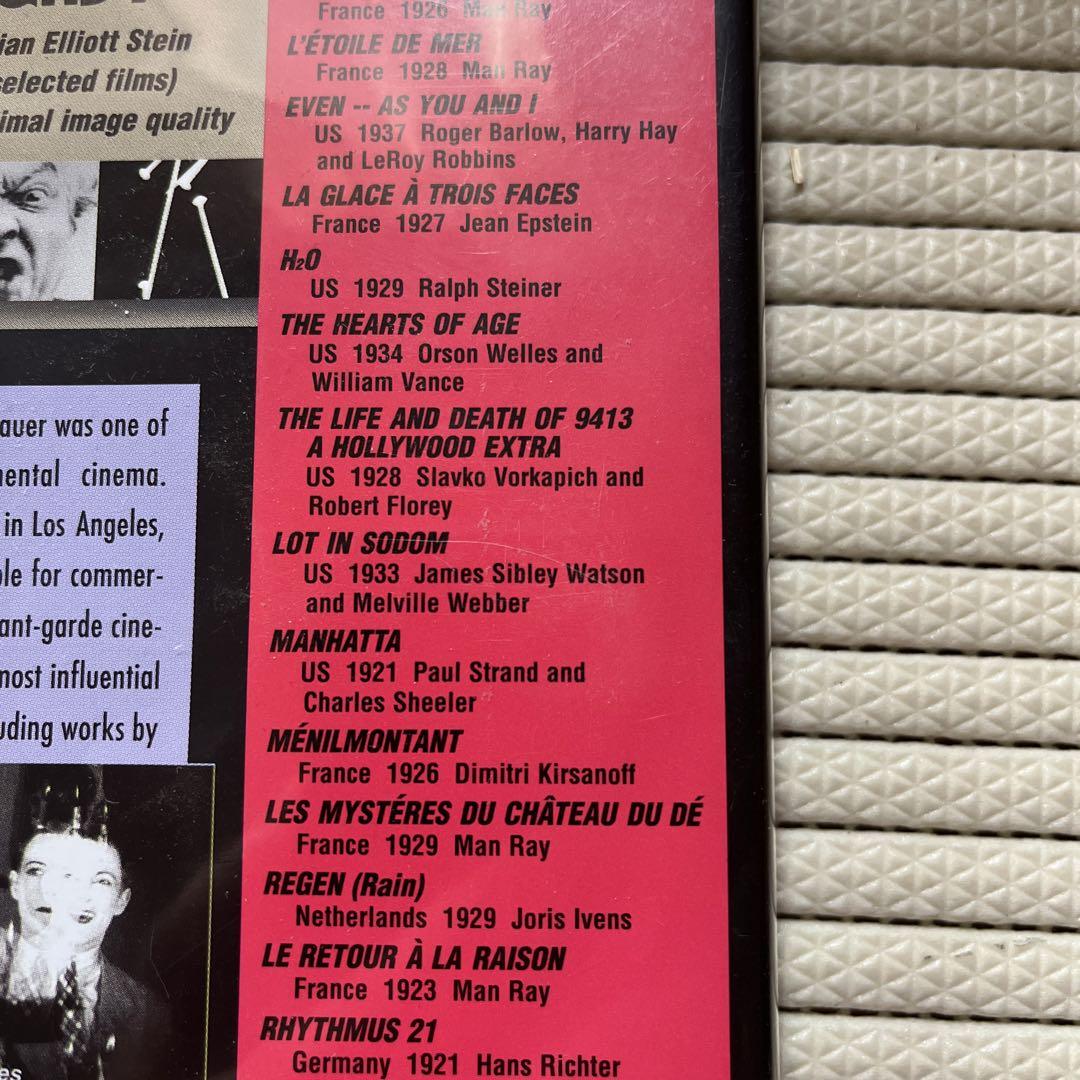 ian Elliott Stein
selected films)
imal image quality
auer was one of
mental cinema.
in Los Angeles,
ble for commer-
ant-garde cine-
most influential
uding works by
es
France 1926 Man Ray
L'ÉTOILE DE MER
France 1928 Man Ray
EVEN -- AS YOU AND I
US 1937 Roger Barlow, Harry Hay
and LeRoy Robbins
LA GLACE À TROIS FACES
France 1927 Jean Epstein
H₂O
US 1929 Ralph Steiner
THE HEARTS OF AGE
US 1934 Orson Welles and
William Vance
THE LIFE AND DEATH OF 9413
A HOLLYWOOD EXTRA
US 1928 Slavko Vorkapich and
Robert Florey
LOT IN SODOM
US 1933 James Sibley Watson
and Melville Webber
MANHATTA
US 1921 Paul Strand and
Charles Sheeler
MÉNILMONTANT
France 1926 Dimitri Kirsanoff
LES MYSTÉRES DU CHÂTEAU DU DÉ
France 1929 Man Ray
REGEN (Rain)
Netherlands 1929 Joris Ivens
LE RETOUR À LA RAISON
France 1923 Man Ray
RHYTHMUS 21
Germany 1921 Hans Richter